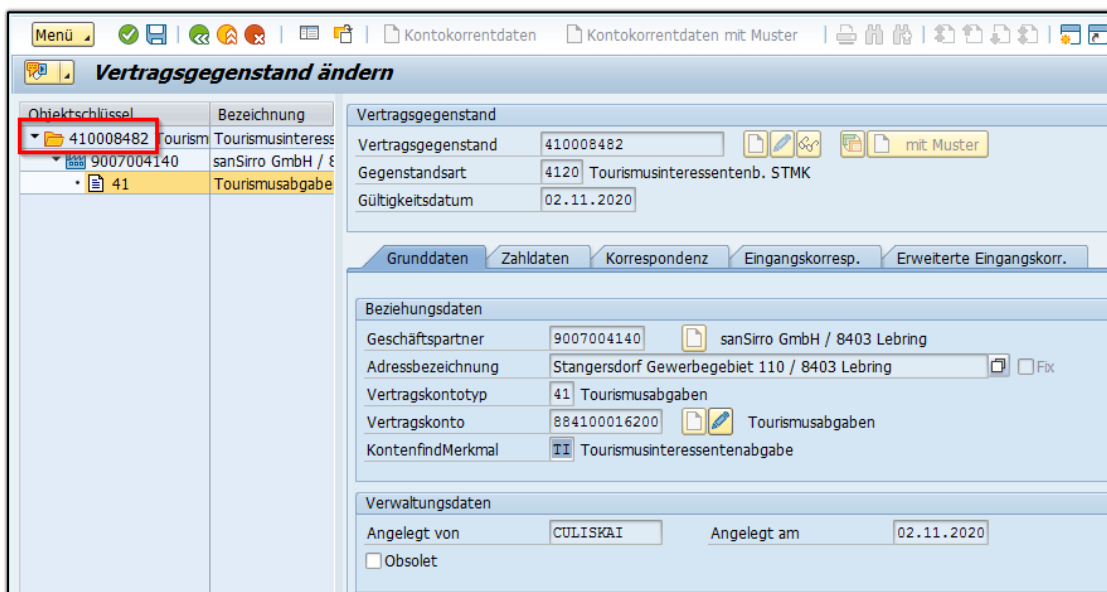 Menü Kontokorrentdaten Kontokorrentdaten mit Muster
Vertragsgegenstand ändern
Objektschlüssel Bezeichnung
410008482 Tourism Tourismusinteress
9007004140 sanSirro GmbH / 8
41 Tourismusabgabe
Vertragsgegenstand
Vertragsgegenstand 410008482 mit Muster
Gegenstandsart 4120 Tourismusinteressentenb. STMK
Gültigkeitsdatum 02.11.2020
Grunddaten Zahldaten Korrespondenz Eingangskorresp. Erweiterte Eingangskorr.
Beziehungsdaten
Geschäftspartner 9007004140 sanSirro GmbH / 8403 Lebring
Adressbezeichnung Stangersdorf Gewerbegebiet 110 / 8403 Lebring Fix
Vertragskontotyp 41 Tourismusabgaben
Vertragskonto 884100016200 Tourismusabgaben
KontenfindMerkmal TI Tourismusinteressentenabgabe
Verwaltungsdaten
Angelegt von CULISKAI Angelegt am 02.11.2020
Obsolet